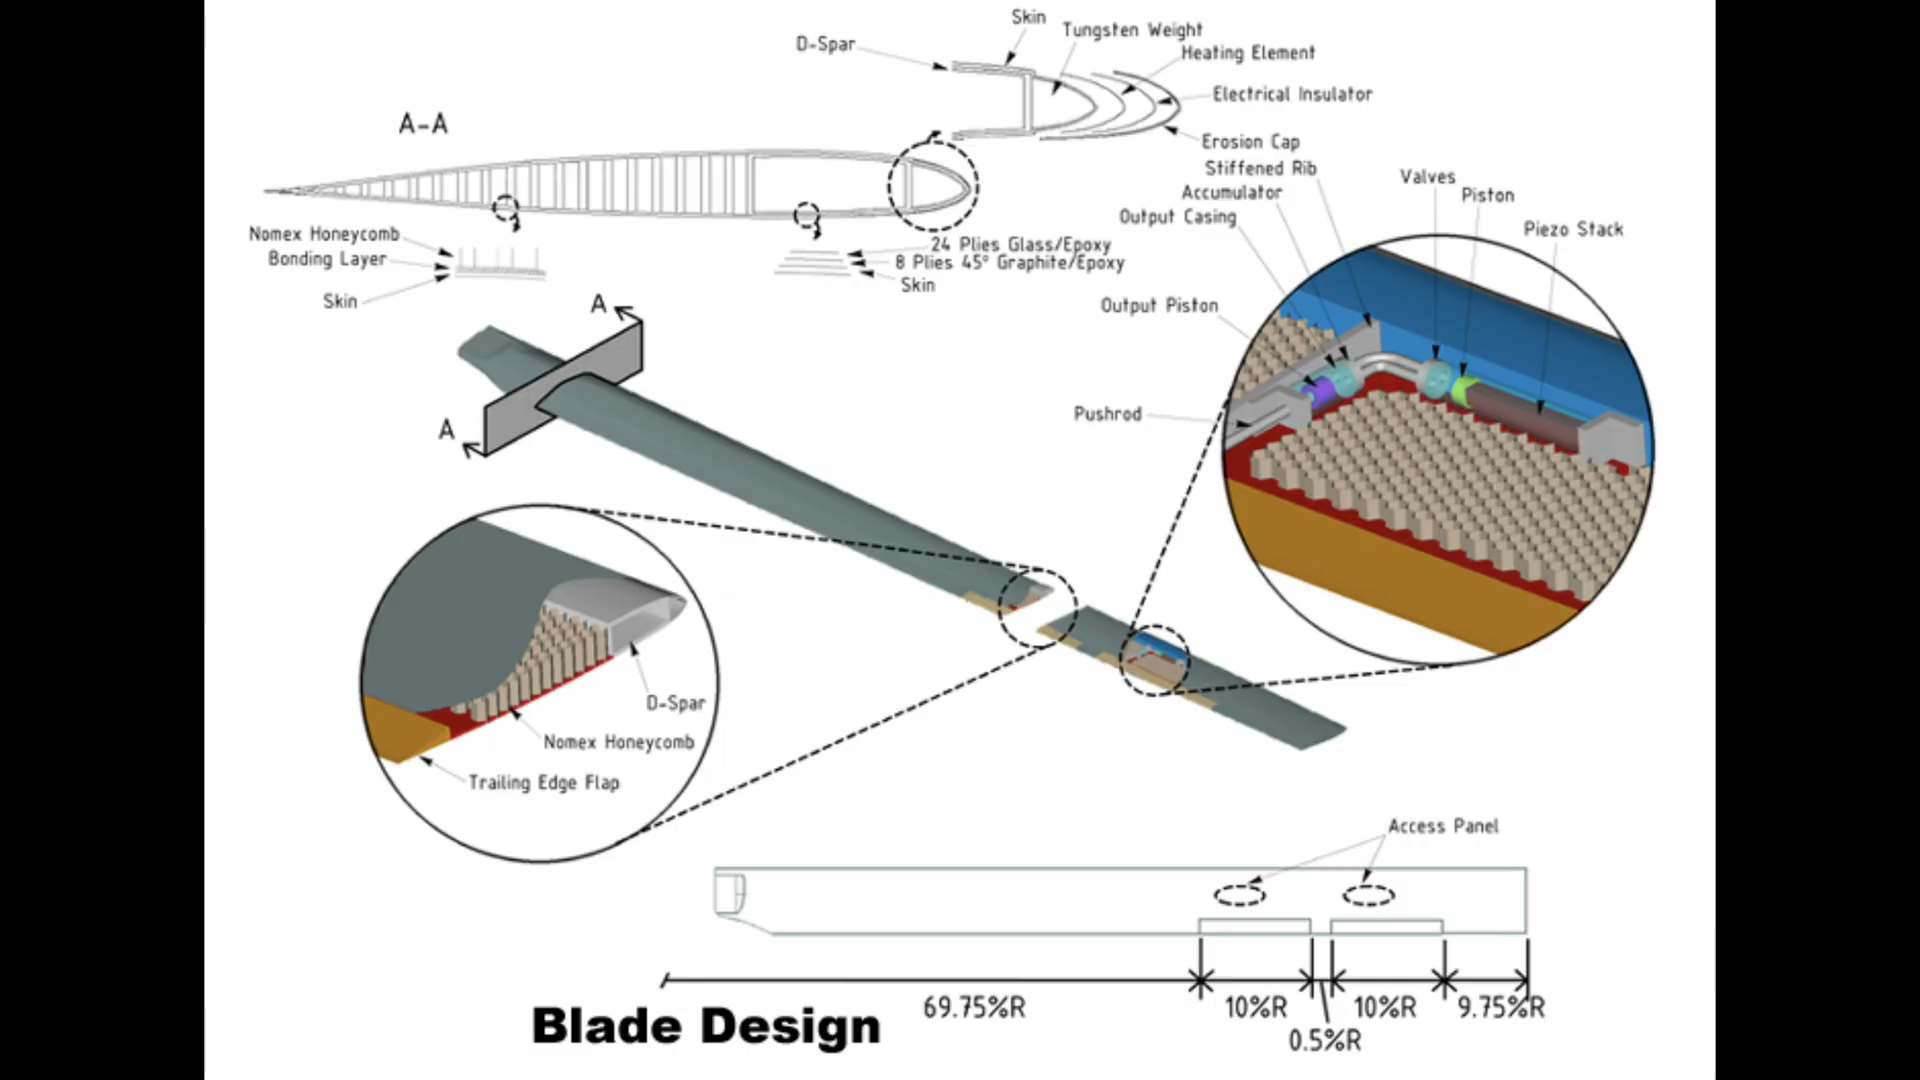 Skin
Tungsten Weight
D-Spar
Heating Element
Electrical Insulator
A-A
Erosion Cap
Stiffened Rib
Accumulator
Valves
Piston
Output Casing
Piezo Stack
Nomex Honeycomb
24 Plies Glass/Epoxy
Bonding Layer
8 Plies 45° Graphite/Epoxy
Skin
Skin
A
Output Piston
Pushrod
A
D-Spar
Nomex Honeycomb
Trailing Edge Flap
Access Panel
69.75%R
10%R
10%R
9.75%R
0.5%R
Blade Design